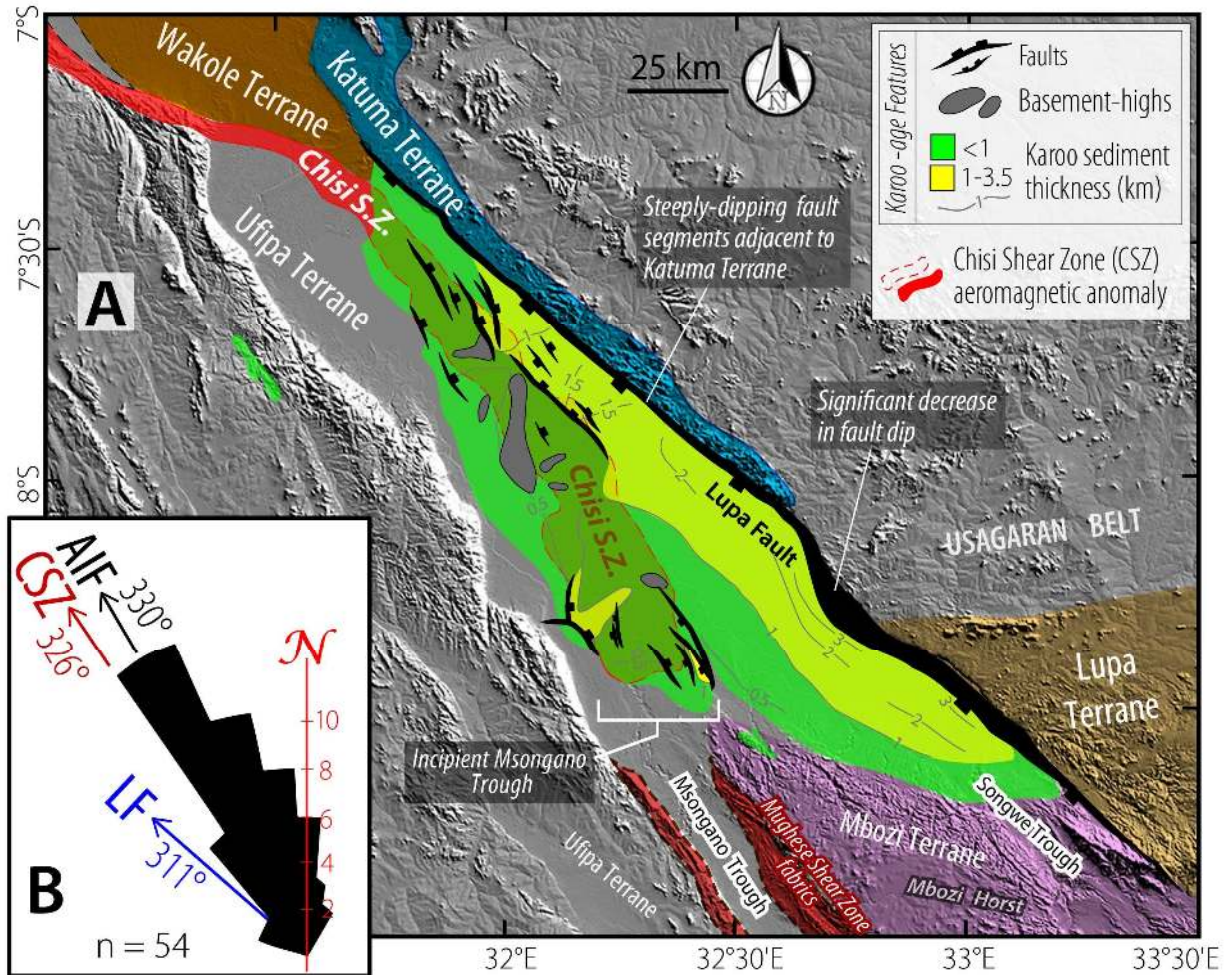 7°S
7°30'S
8°S
32°E
32°30'E
33°E
33°30'E
A
Wakole Terrane
Katuma Terrane
Chisi S.Z.
Ufipa Terrane
25 km
N
Karoo-age Features
Faults
Basement-highs
<1
1-3.5
1
Karoo sediment
thickness (km)
Chisi Shear Zone (CSZ)
aeromagnetic anomaly
Steeply-dipping fault
segments adjacent to
Katuma Terrane
Significant decrease
in fault dip
Lupa Fault
Chisi S.Z.
USAGARAN BELT
Lupa
Terrane
1
1.5
1.5
2
0.5
3
2
1
0.5
2
3
1
Incipient Msongano
Trough
Msongano Trough
Mughese Shear Zone
fabrics
Ufipa Terrane
Mbozi Terrane
Mbozi Horst
Songwe Trough
B
AIF
330°
CSZ
326°
LF
311°
N
10
8
6
4
2
n = 54